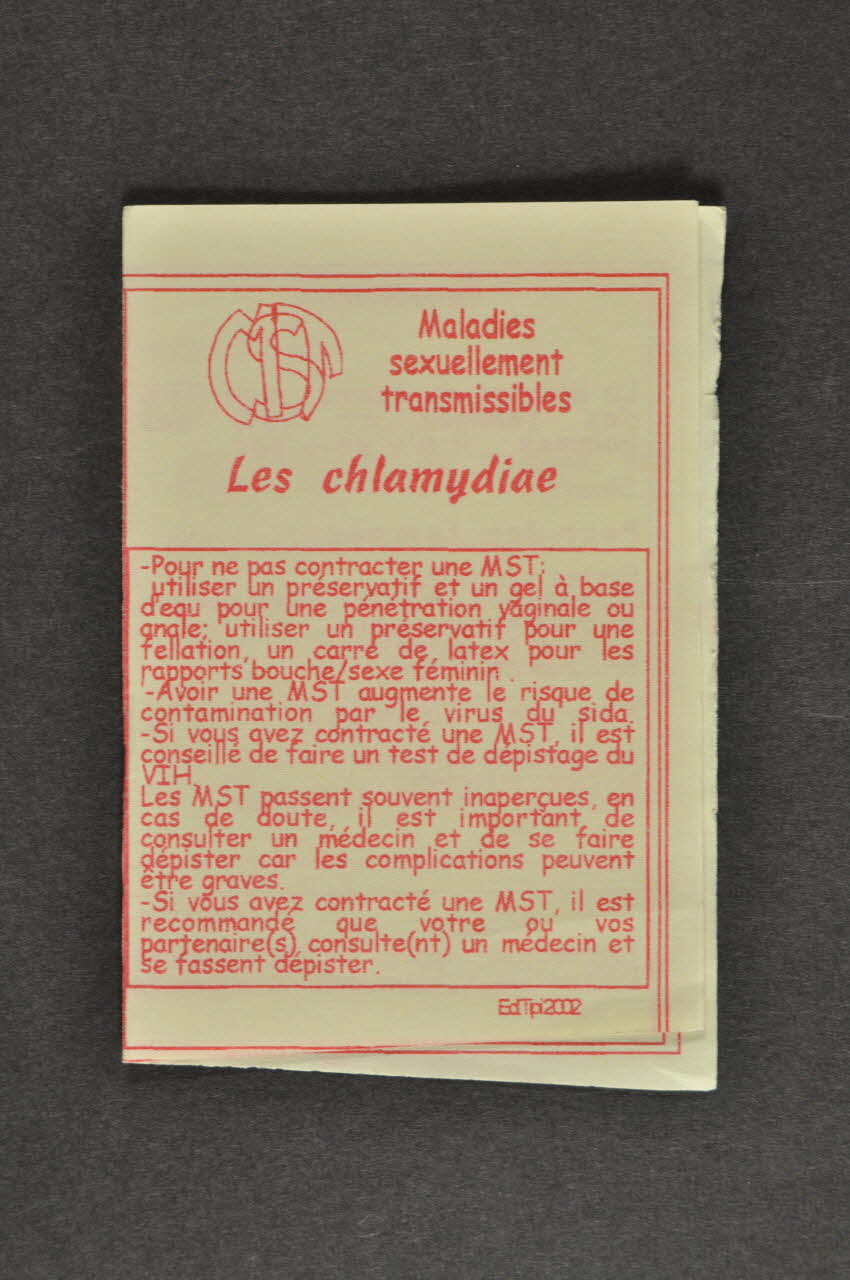 MST
Maladies
sexuellement
transmissibles
Les chlamydiae
-Pour ne pas contracter une MST:
utiliser un préservatif et un gel à base
d'eau pour une pénétration vaginale ou
anale; utiliser un préservatif pour une
fellation, un carré de latex pour les
rapports bouche/sexe féminin .
-Avoir une MST augmente le risque de
contamination par le virus du sida.
-Si vous avez contracté une MST, il est
conseillé de faire un test de dépistage du
VIH.
Les MST passent souvent inaperçues, en
cas de doute, il est important de
consulter un médecin et de se faire
dépister car les complications peuvent
être graves.
-Si vous avez contracté une MST, il est
recommandé que votre ou vos
partenaire(s) consulte(nt) un médecin et
se fassent dépister.
EdTipi2002